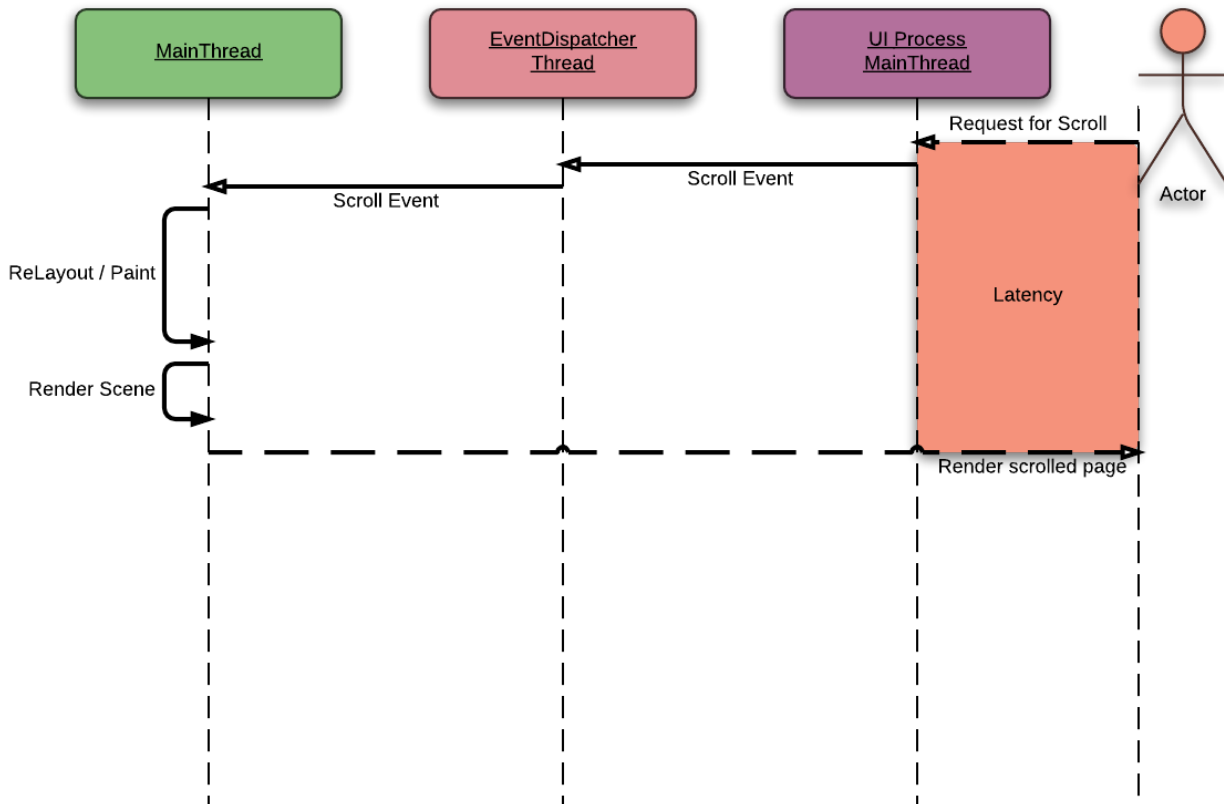 MainThread
EventDispatcher
Thread
UI Process
MainThread
Request for Scroll
Scroll Event
Scroll Event
Actor
ReLayout / Paint
Latency
Render Scene
Render scrolled page